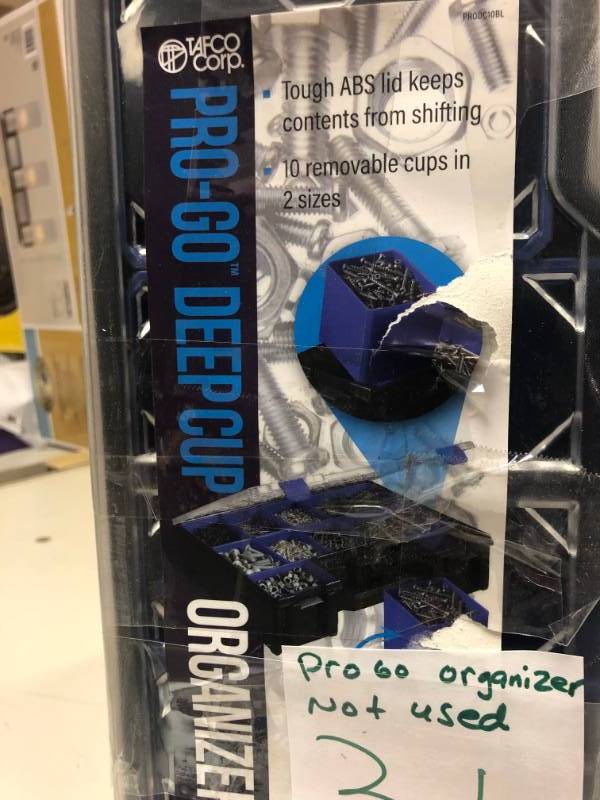 PRODC10BL
TAFCO
Corp.
PRO-GO™ DEEP CUP
ORGANIZER
▪ Tough ABS lid keeps
contents from shifting
▪ 10 removable cups in
2 sizes
Pro Go organizer
Not used